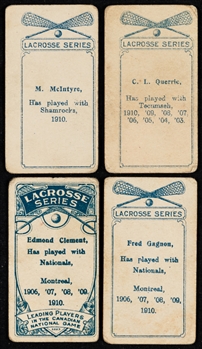 LACROSSE SERIES
M. McIntyre,
Has played with
Shamrocks,
1910.
LACROSSE SERIES
C. L. Querrie,
Has played with
Tecumseh,
1910, '09, '08, '07,
'06, '05, '04, '03.
LACROSSE
SERIES
Edmond Clement,
Has played with
Nationals,
Montreal,
1906, '07, '08, '09,
1910.
LEADING PLAYERS
IN THE CANADIAN
NATIONAL GAME
LACROSSE SERIES
Fred Gagnon,
Has played with
Nationals,
Montreal,
1906, '07, '08, '09,
1910.